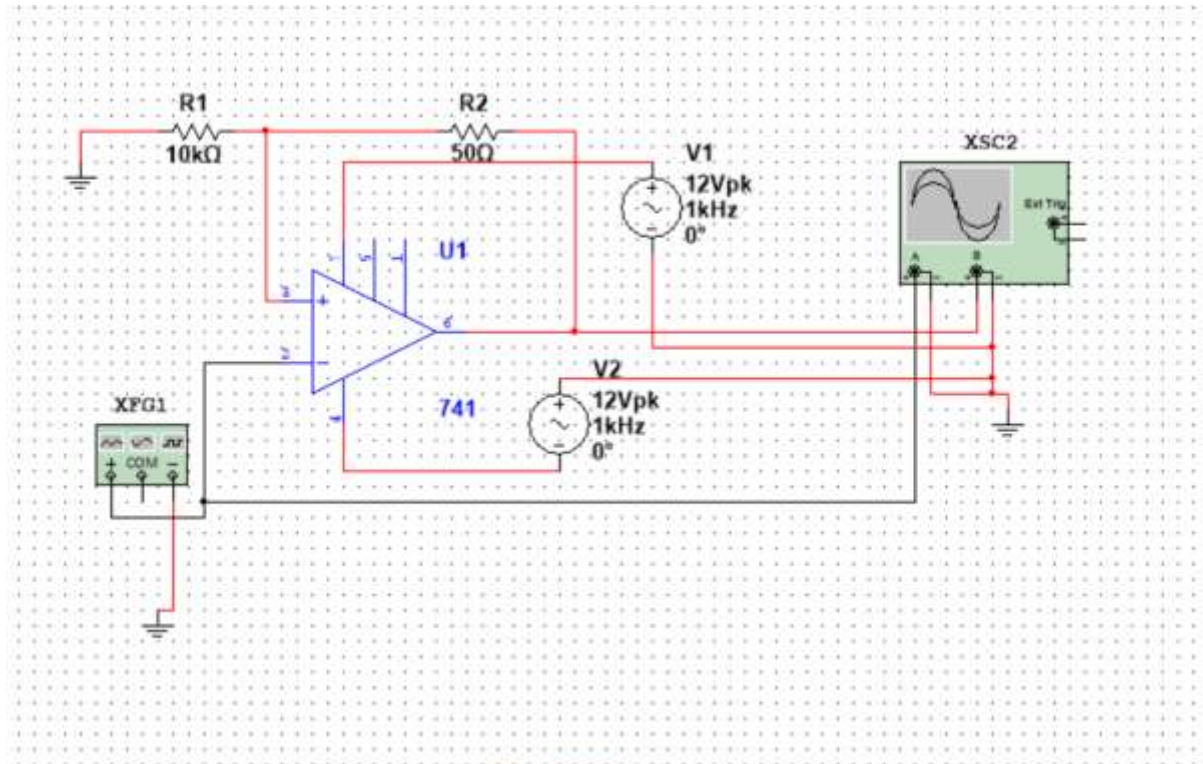 R1
10kΩ
R2
50Ω
V1
12Vpk
1kHz
0°
XSC2
Ext Trig
A
B
U1
741
V2
12Vpk
1kHz
0°
XFG1
COM